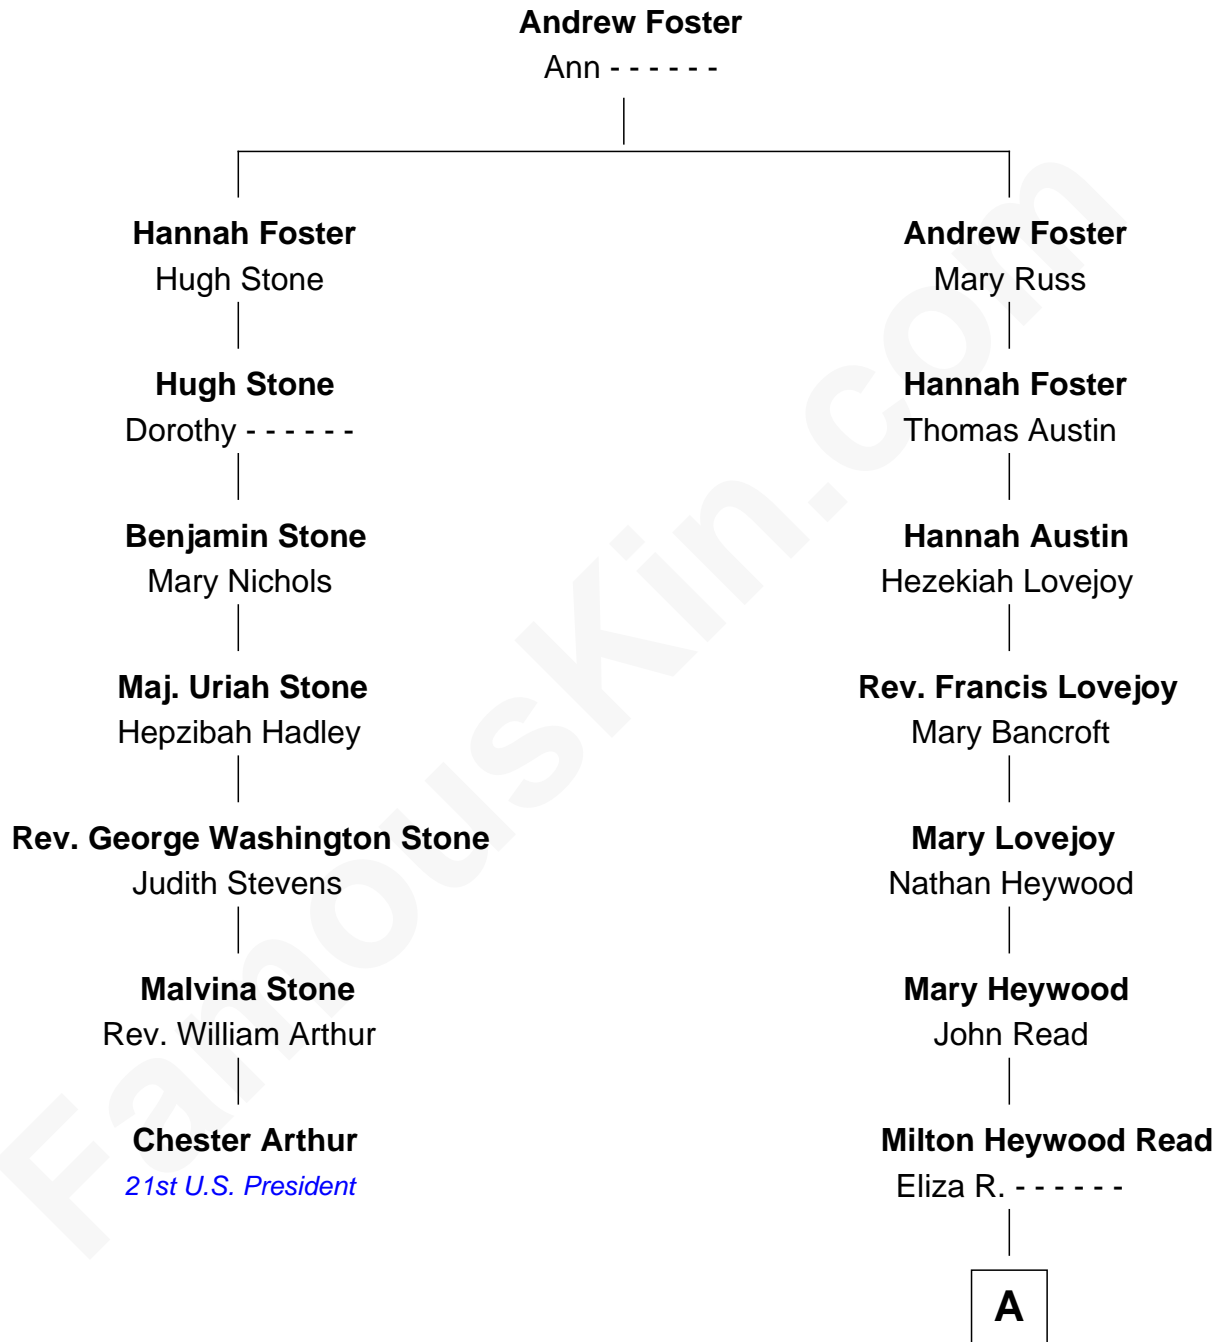 Andrew Foster
Ann - - - - - -
Hannah Foster
Hugh Stone
Andrew Foster
Mary Russ
Hugh Stone
Dorothy - - - - - -
Hannah Foster
Thomas Austin
Benjamin Stone
Mary Nichols
Hannah Austin
Hezekiah Lovejoy
Maj. Uriah Stone
Hepzibah Hadley
Rev. Francis Lovejoy
Mary Bancroft
Rev. George Washington Stone
Judith Stevens
Mary Lovejoy
Nathan Heywood
Malvina Stone
Rev. William Arthur
Mary Heywood
John Read
Chester Arthur
21st U.S. President
Milton Heywood Read
Eliza R. - - - - - -
A
FamousKin.com